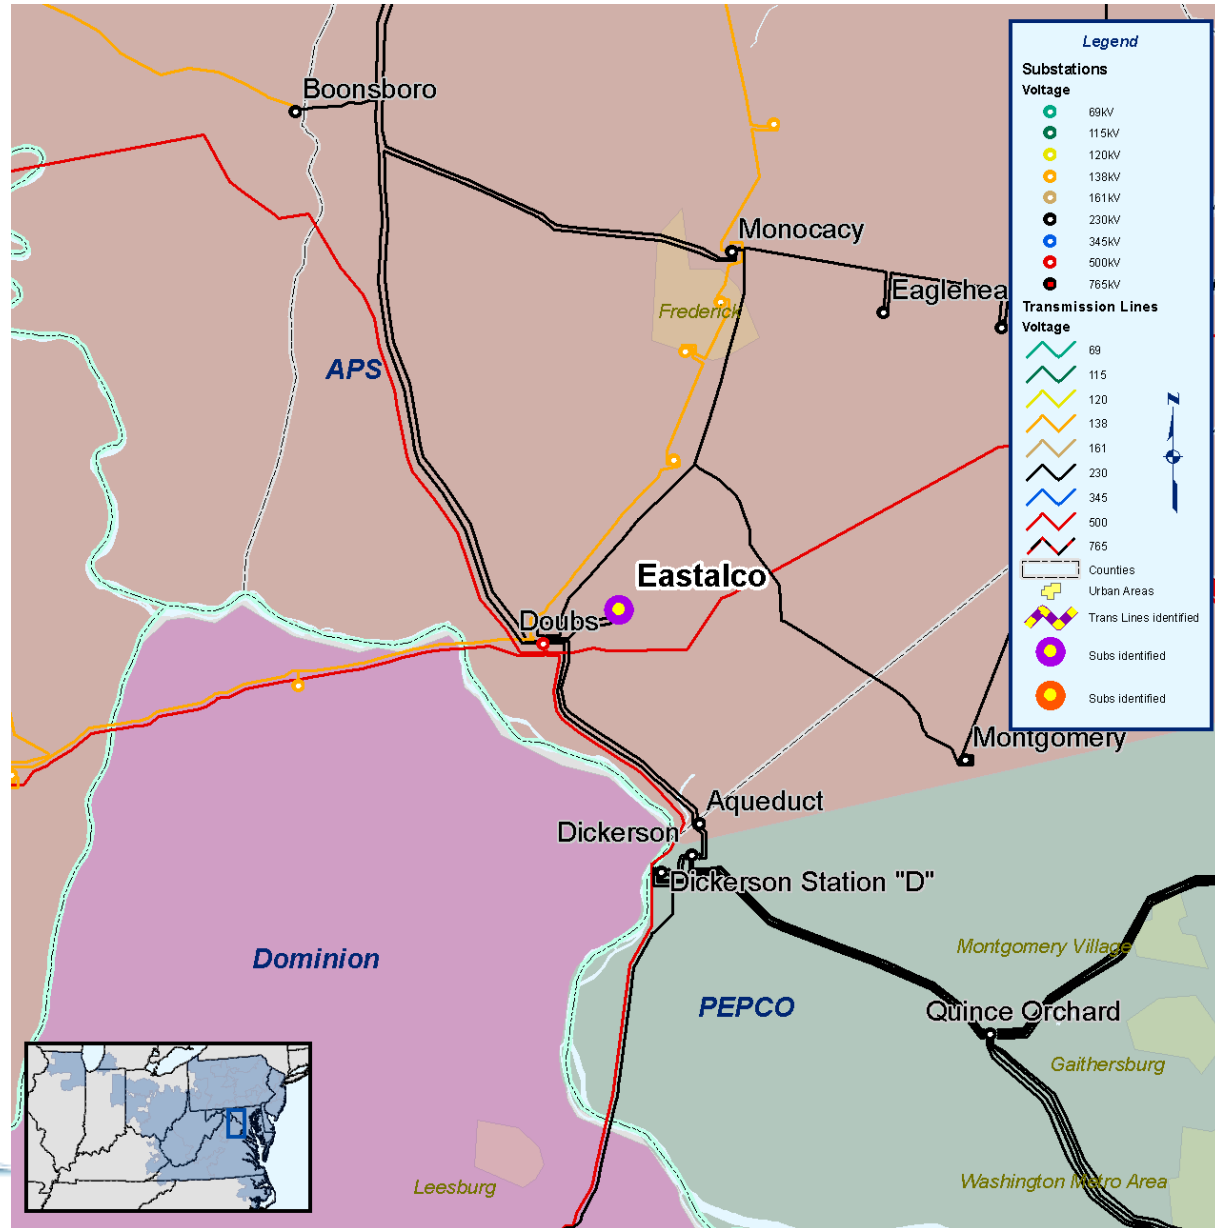 Boonsboro
Monocacy
Eaglehea
Frederick
APS
Eastalco
Doubs
Montgomery
Aqueduct
Dickerson
Dickerson Station "D"
Dominion
PEPCO
Montgomery Village
Quince Orchard
Gaithersburg
Washington Metro Area
Leesburg
Legend
Substations
Voltage
69kV
115kV
120kV
138kV
161kV
230kV
345kV
500kV
765kV
Transmission Lines
Voltage
69
115
120
138
161
230
345
500
765
Counties
Urban Areas
Trans Lines identified
Subs identified
Subs identified
N